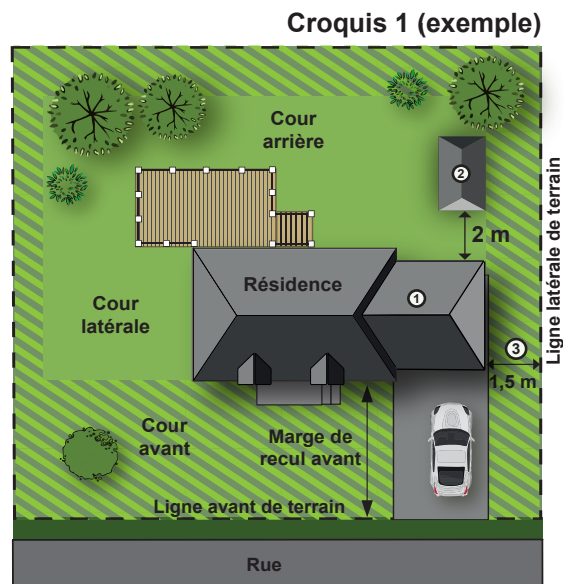 Croquis 1 (exemple)
Cour
arrière
2
2 m
Ligne latérale de terrain
Résidence
1
Cour
latérale
3
1,5 m
Cour
avant
Marge de
recul avant
Ligne avant de terrain
Rue